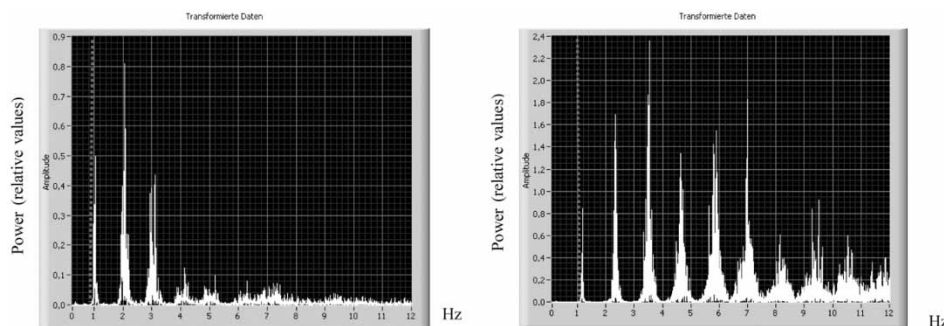 Transformierte Daten
Power (relative values)
Amplitude
0,9
0,8
0,7
0,6
0,5
0,4
0,3
0,2
0,1
0,0
0 1 2 3 4 5 6 7 8 9 10 11 12
Hz
Transformierte Daten
Power (relative values)
Amplitude
2,4
2,2
2,0
1,8
1,6
1,4
1,2
1,0
0,8
0,6
0,4
0,2
0,0
0 1 2 3 4 5 6 7 8 9 10 11 12
Hz